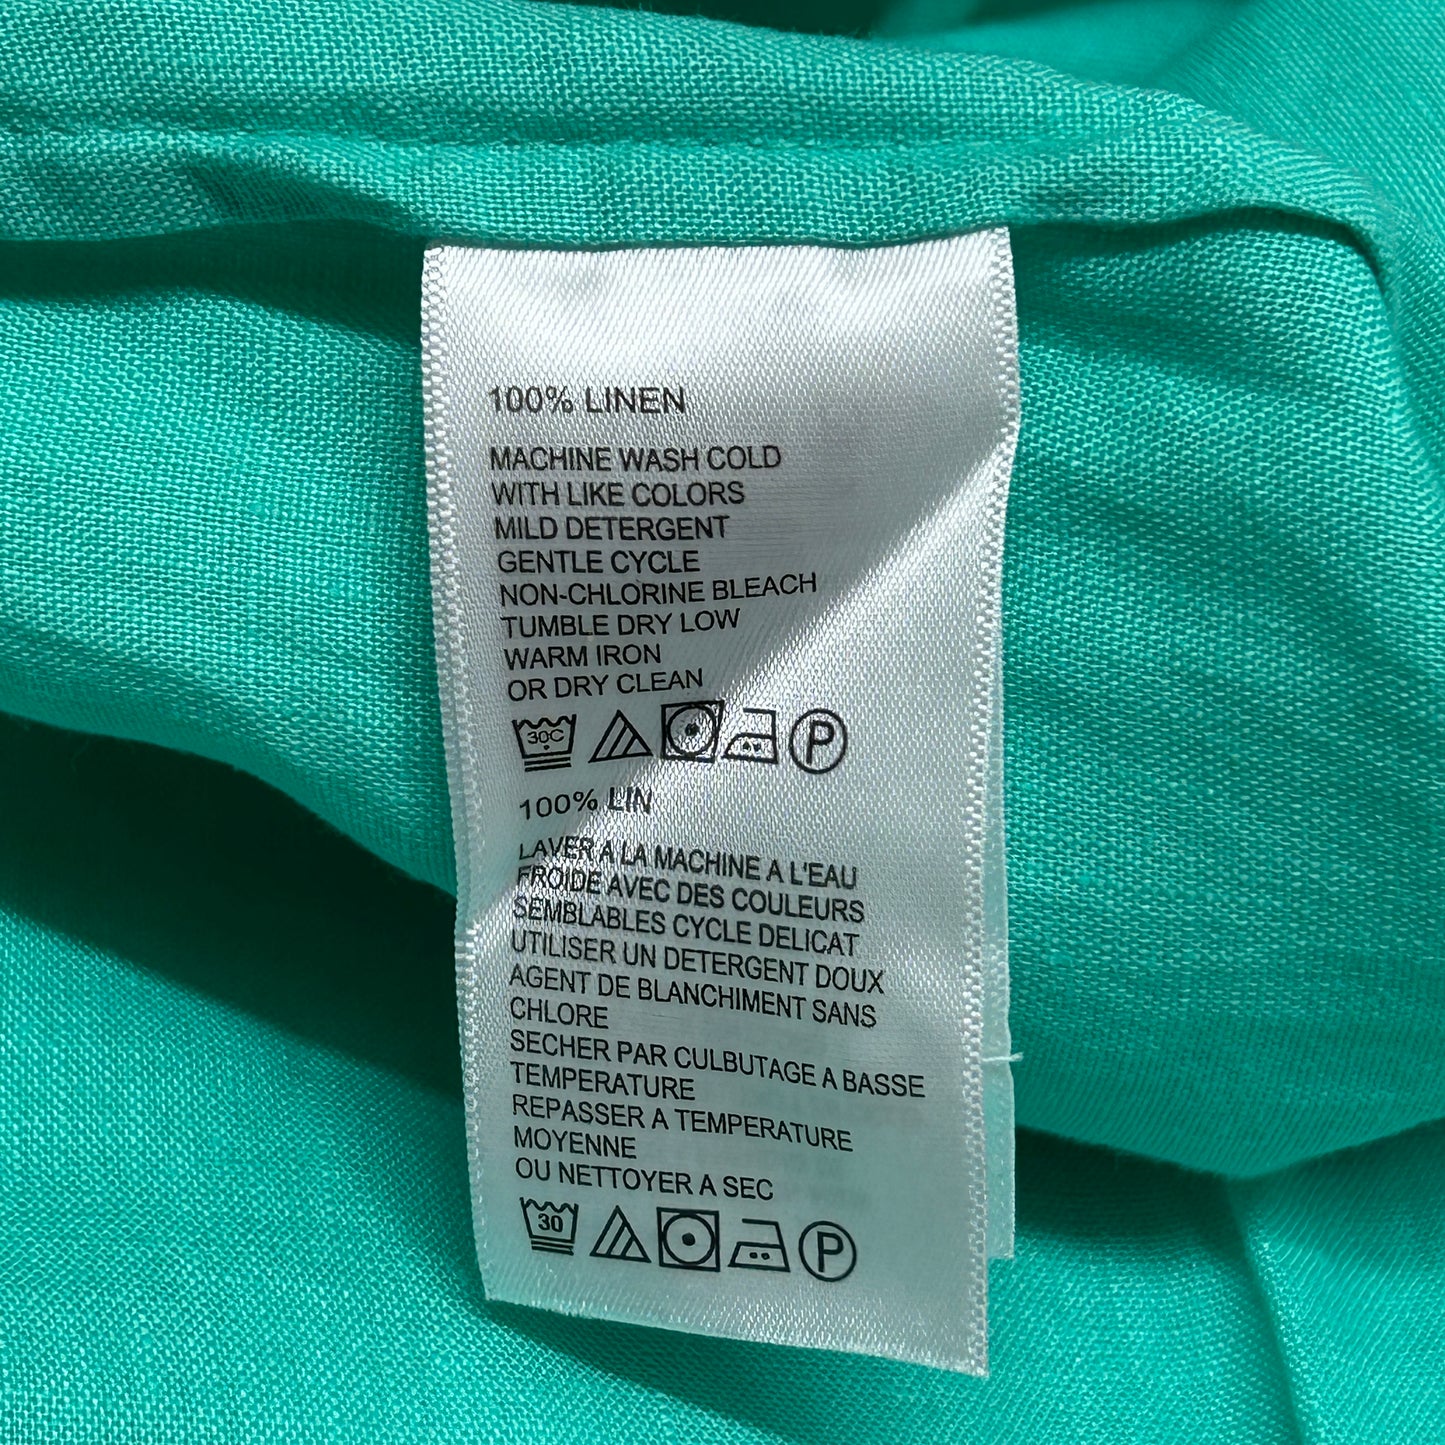 100% LINEN
MACHINE WASH COLD
WITH LIKE COLORS
MILD DETERGENT
GENTLE CYCLE
NON-CHLORINE BLEACH
TUMBLE DRY LOW
WARM IRON
OR DRY CLEAN
30C P
100% LIN
LAVER A LA MACHINE A L'EAU
FROIDE AVEC DES COULEURS
SEMBLABLES CYCLE DELICAT
UTILISER UN DETERGENT DOUX
AGENT DE BLANCHIMENT SANS
CHLORE
SECHER PAR CULBUTAGE A BASSE
TEMPERATURE
REPASSER A TEMPERATURE
MOYENNE
OU NETTOYER A SEC
30 P